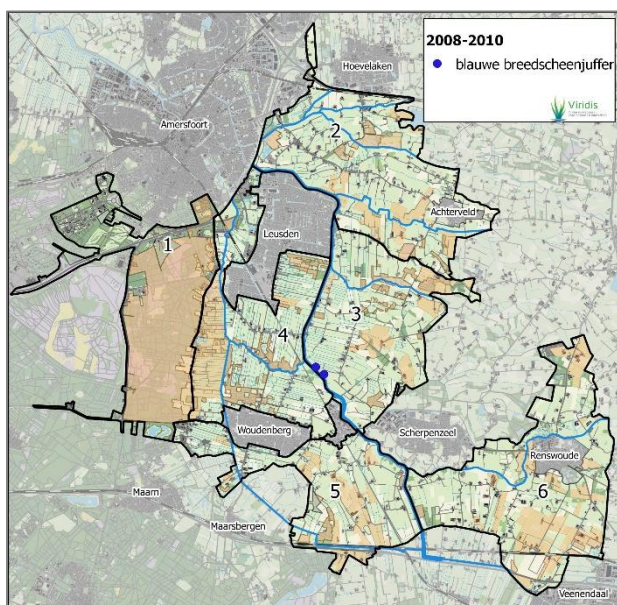 2008-2010
blauwe breedscheenjuffer
Viridis
Hoevelaken
Amersfoort
2
1
Achterveld
Leusden
3
4
Woudenberg
Scherpenzeel
Renswoude
5
6
Maarn
Maarsbergen
Veenendaal